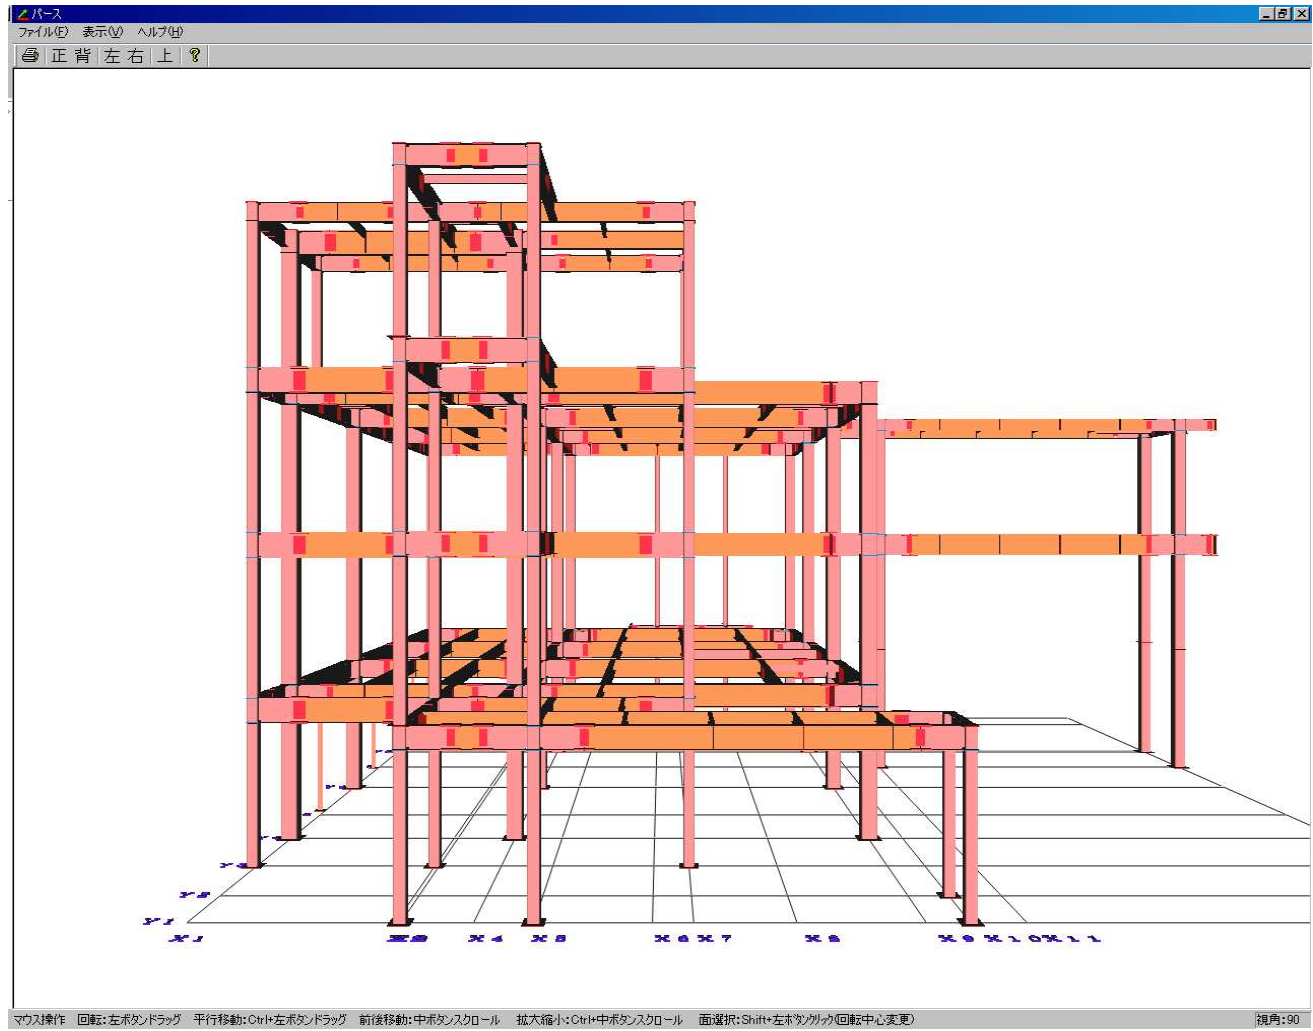 パース
ファイル(F) 表示(V) ヘルプ(H)
正 背 左 右 上
Y1
X1 X4 X5 X6 X7 X8 X9 X10 X11
マウス操作 回転:左ボタンドラッグ 平行移動:Ctrl+左ボタンドラッグ 前後移動:中ボタンスクロール 拡大縮小:Ctrl+中ボタンスクロール 面選択:Shift+左ボタンクリック(回転中心変更) 視角:90